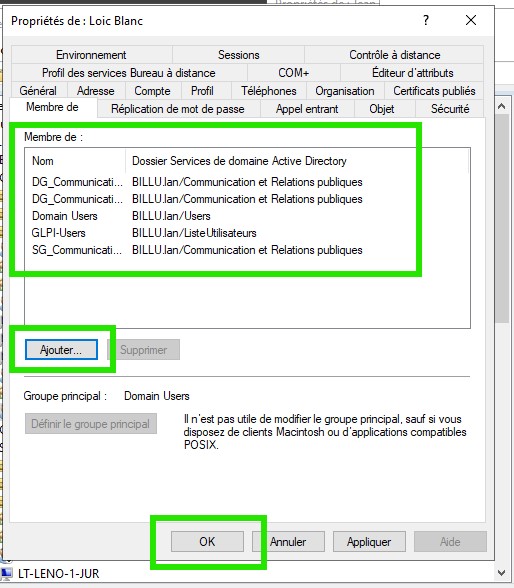 Propriétés de : Loic Blanc
Environnement Sessions Contrôle à distance
Profil des services Bureau à distance COM+ Éditeur d'attributs
Général Adresse Compte Profil Téléphones Organisation Certificats publiés
Membre de Réplication de mot de passe Appel entrant Objet Sécurité
Membre de :
Nom Dossier Services de domaine Active Directory
DG_Communicati... BILLU.lan/Communication et Relations publiques
DG_Communicati... BILLU.lan/Communication et Relations publiques
Domain Users BILLU.lan/Users
GLPI-Users BILLU.lan/ListeUtilisateurs
SG_Communicati... BILLU.lan/Communication et Relations publiques
Ajouter... Supprimer
Groupe principal : Domain Users
Définir le groupe principal
Il n'est pas utile de modifier le groupe principal, sauf si vous
disposez de clients Macintosh ou d'applications compatibles
POSIX.
OK Annuler Appliquer Aide
LT-LENO-1-JUR